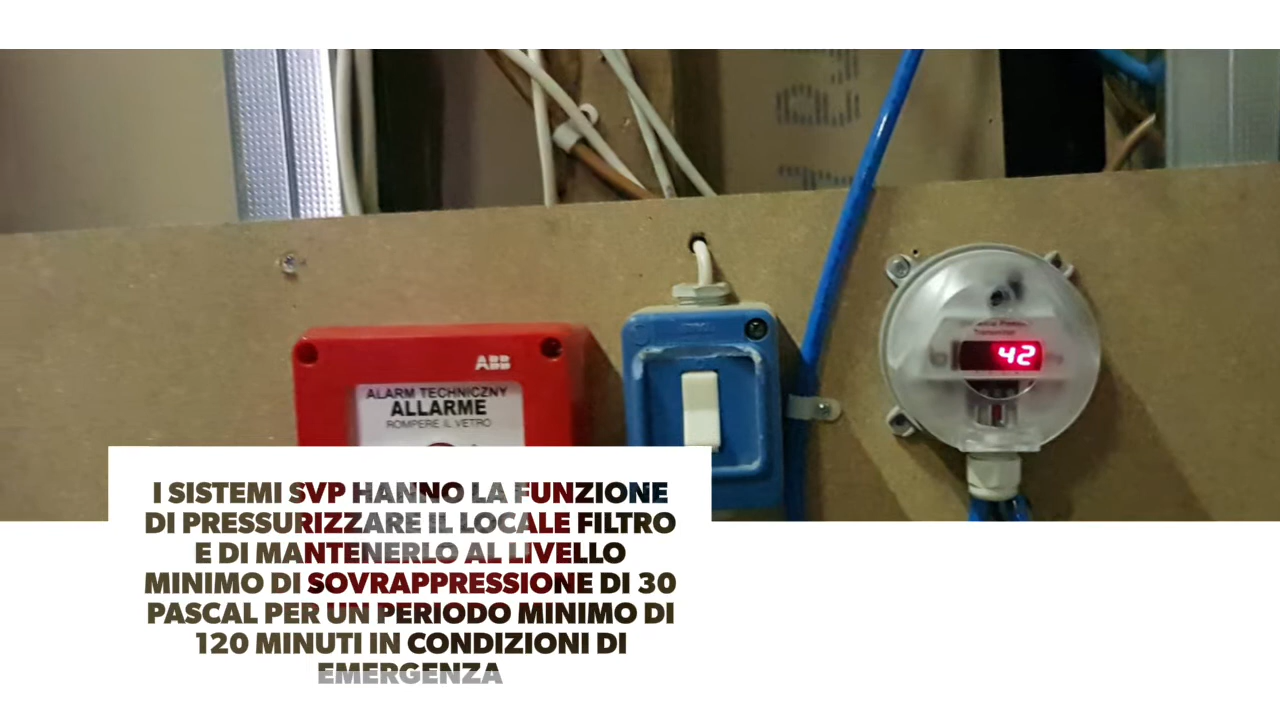 ABB
ALARM TECHNICZNY
ALLARME
ROMPERE IL VETRO
42
I SISTEMI SVP HANNO LA FUNZIONE
DI PRESSURIZZARE IL LOCALE FILTRO
E DI MANTENERLO AL LIVELLO
MINIMO DI SOVRAPPRESSIONE DI 30
PASCAL PER UN PERIODO MINIMO DI
120 MINUTI IN CONDIZIONI DI
EMERGENZA